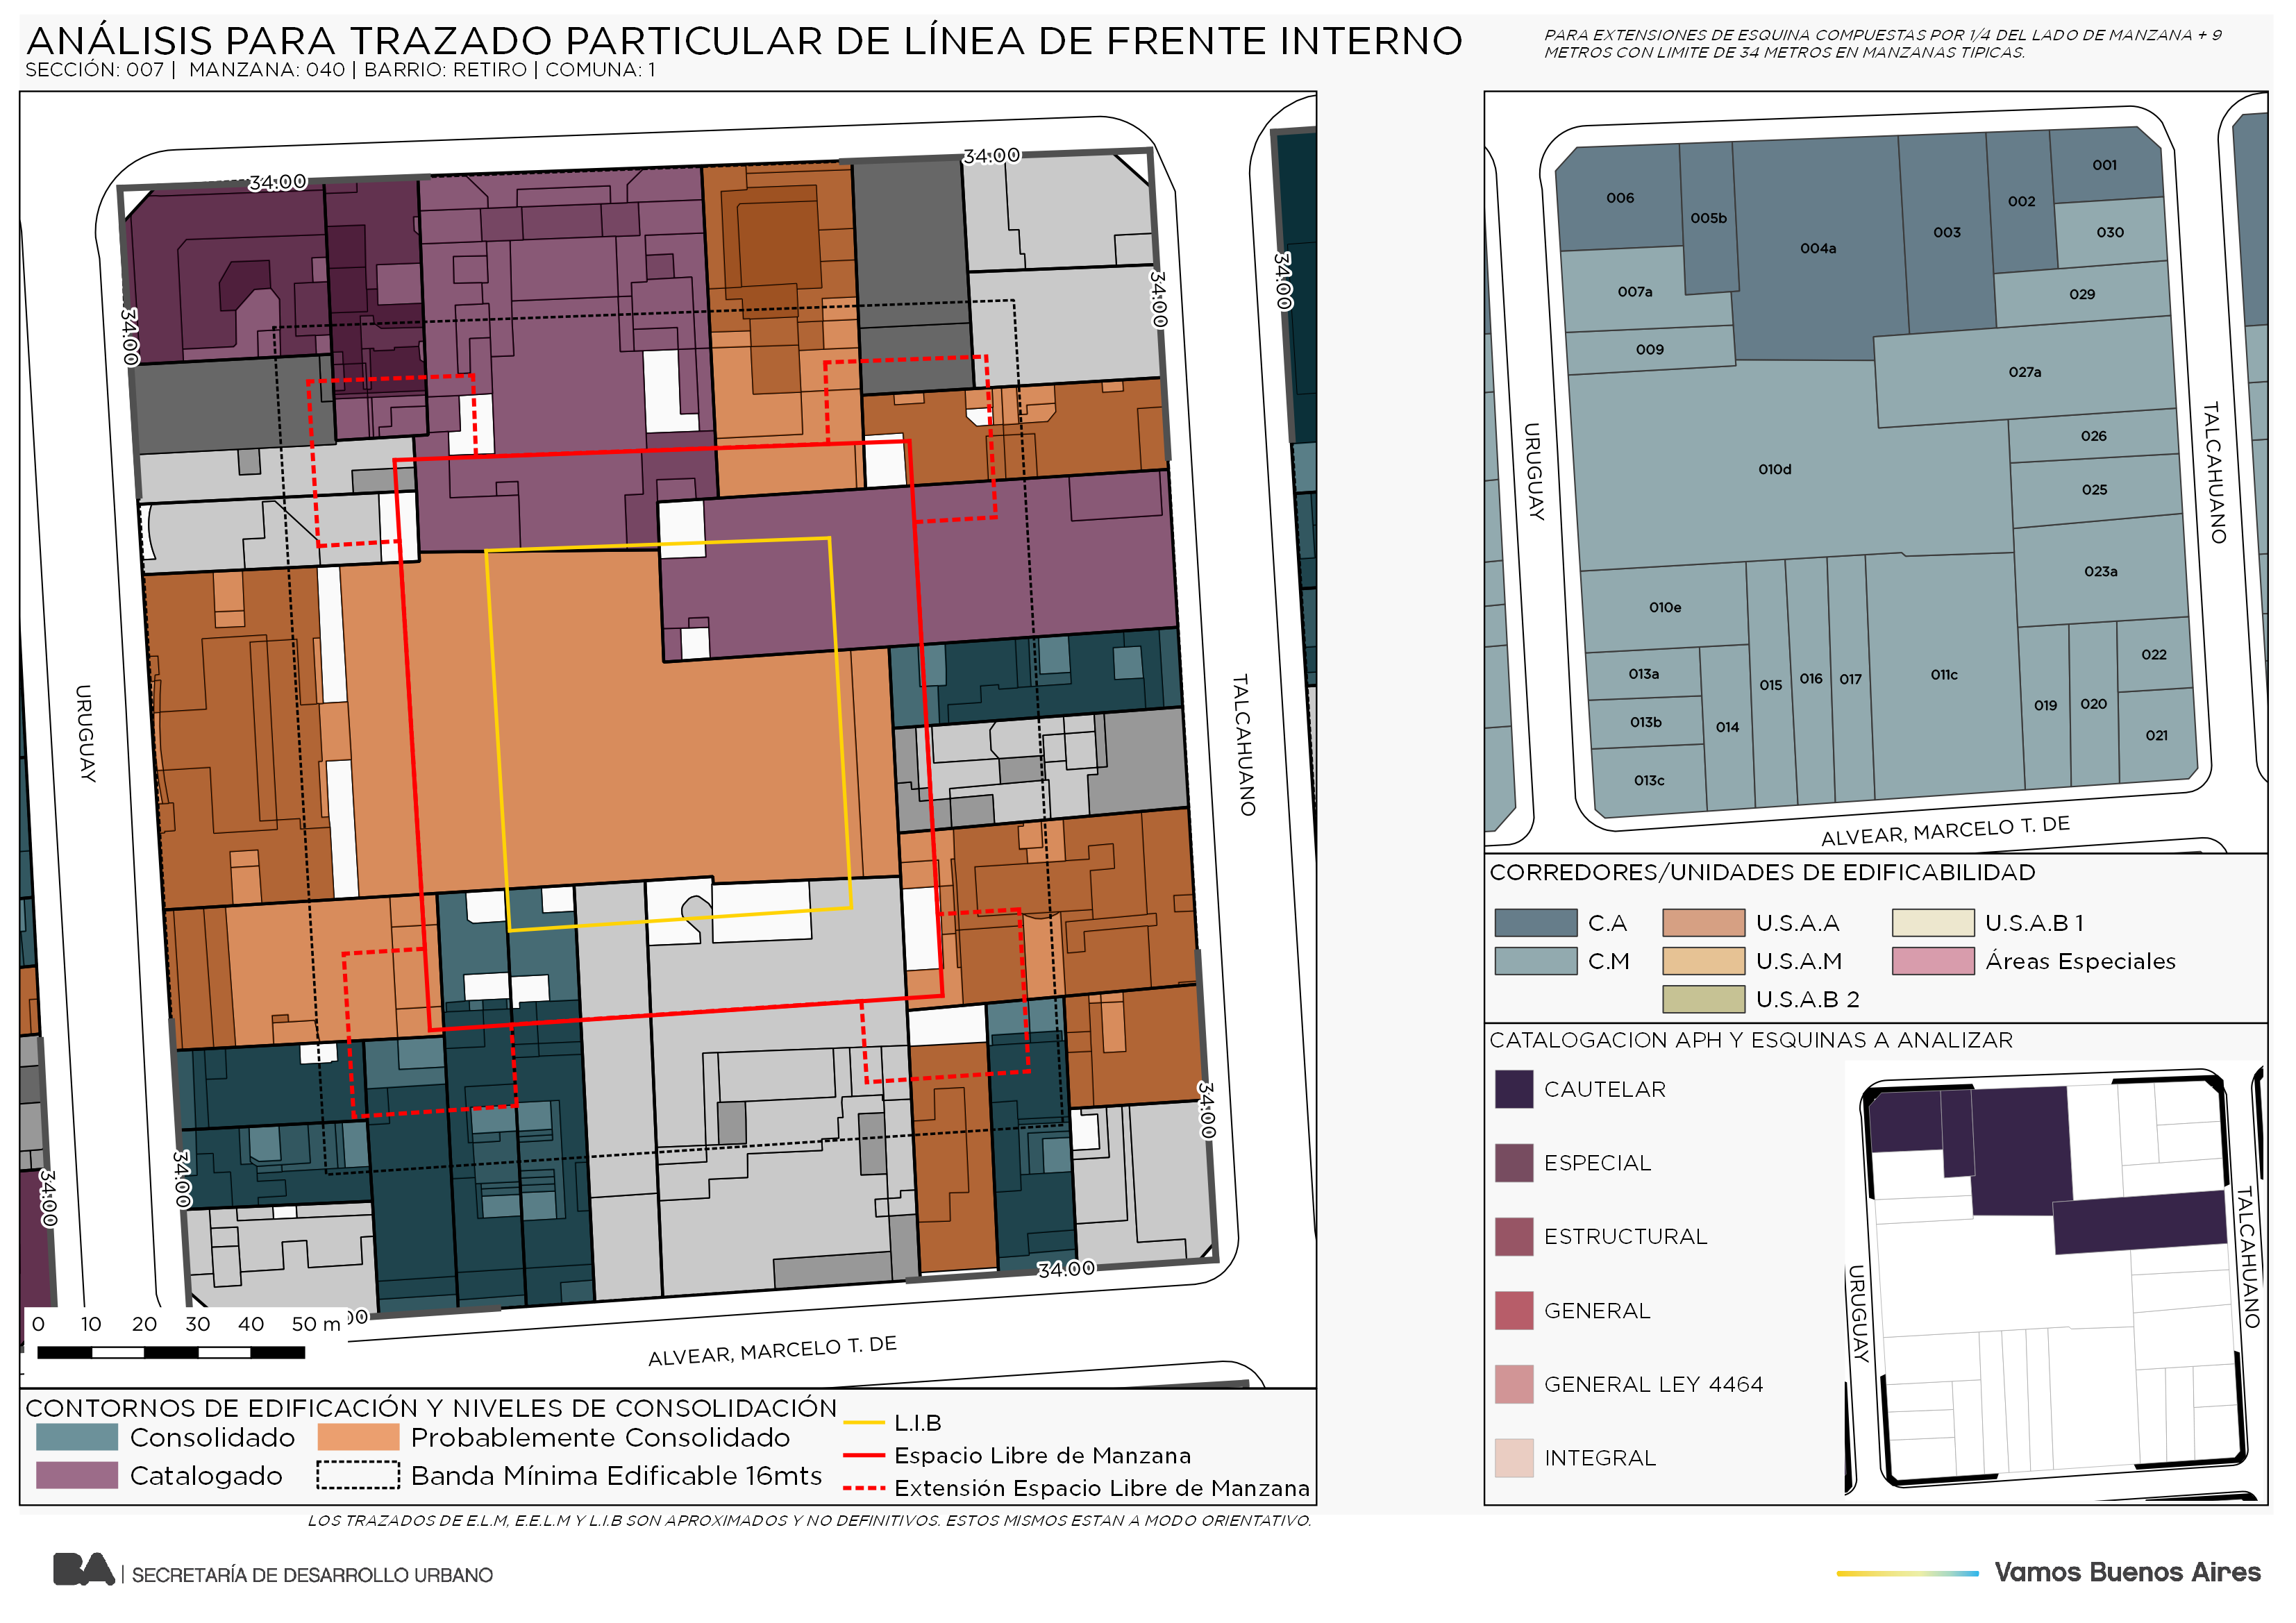 ANÁLISIS PARA TRAZADO PARTICULAR DE LÍNEA DE FRENTE INTERNO
SECCIÓN: 007 | MANZANA: 040 | BARRIO: RETIRO | COMUNA: 1
PARA EXTENSIONES DE ESQUINA COMPUESTAS POR 1/4 DEL LADO DE MANZANA + 9
METROS CON LIMITE DE 34 METROS EN MANZANAS TIPICAS.
34.00
34.00
34.00
34.00
34.00
URUGUAY
TALCAHUANO
34.00
34.00
34.00
34.00
00
ALVEAR, MARCELO T. DE
0 10 20 30 40 50 m
CONTORNOS DE EDIFICACIÓN Y NIVELES DE CONSOLIDACIÓN
Consolidado
Probablemente Consolidado
Catalogado
Banda Mínima Edificable 16mts
L.I.B
Espacio Libre de Manzana
Extensión Espacio Libre de Manzana
LOS TRAZADOS DE E.L.M, E.E.L.M Y L.I.B SON APROXIMADOS Y NO DEFINITIVOS. ESTOS MISMOS ESTAN A MODO ORIENTATIVO.
001
006
002
005b
003
030
004a
007a
029
009
027a
026
010d
025
023a
010e
022
013a
011c
016
017
015
020
019
013b
014
021
013c
URUGUAY
TALCAHUANO
ALVEAR, MARCELO T. DE
CORREDORES/UNIDADES DE EDIFICABILIDAD
C.A
U.S.A.A
U.S.A.B 1
C.M
U.S.A.M
Áreas Especiales
U.S.A.B 2
CATALOGACION APH Y ESQUINAS A ANALIZAR
CAUTELAR
ESPECIAL
ESTRUCTURAL
GENERAL
GENERAL LEY 4464
INTEGRAL
URUGUAY
TALCAHUANO
BA | SECRETARÍA DE DESARROLLO URBANO
Vamos Buenos Aires